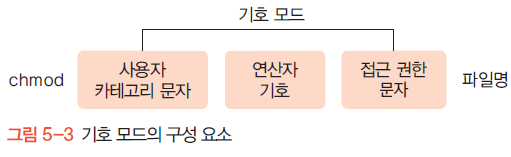 기호 모드
chmod
사용자
카테고리 문자
연산자
기호
접근 권한
문자
파일명
그림 5-3 기호 모드의 구성 요소